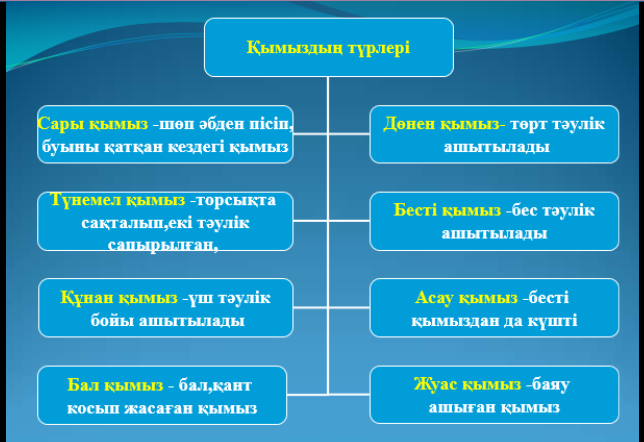 Қымыздың түрлері
Сары қымыз -шөп әбден пісіп,
буыны қатқан кездегі қымыз
Дөнен қымыз- төрт тәулік
ашытылады
Түнемел қымыз -торсықта
сақталып,екі тәулік
сапырылған,
Бесті қымыз -бес тәулік
ашытылады
Құнан қымыз -үш тәулік
бойы ашытылады
Асау қымыз -бесті
қымыздан да күшті
Бал қымыз - бал,қант
косып жасаған қымыз
Жуас қымыз -баяу
ашыған қымыз